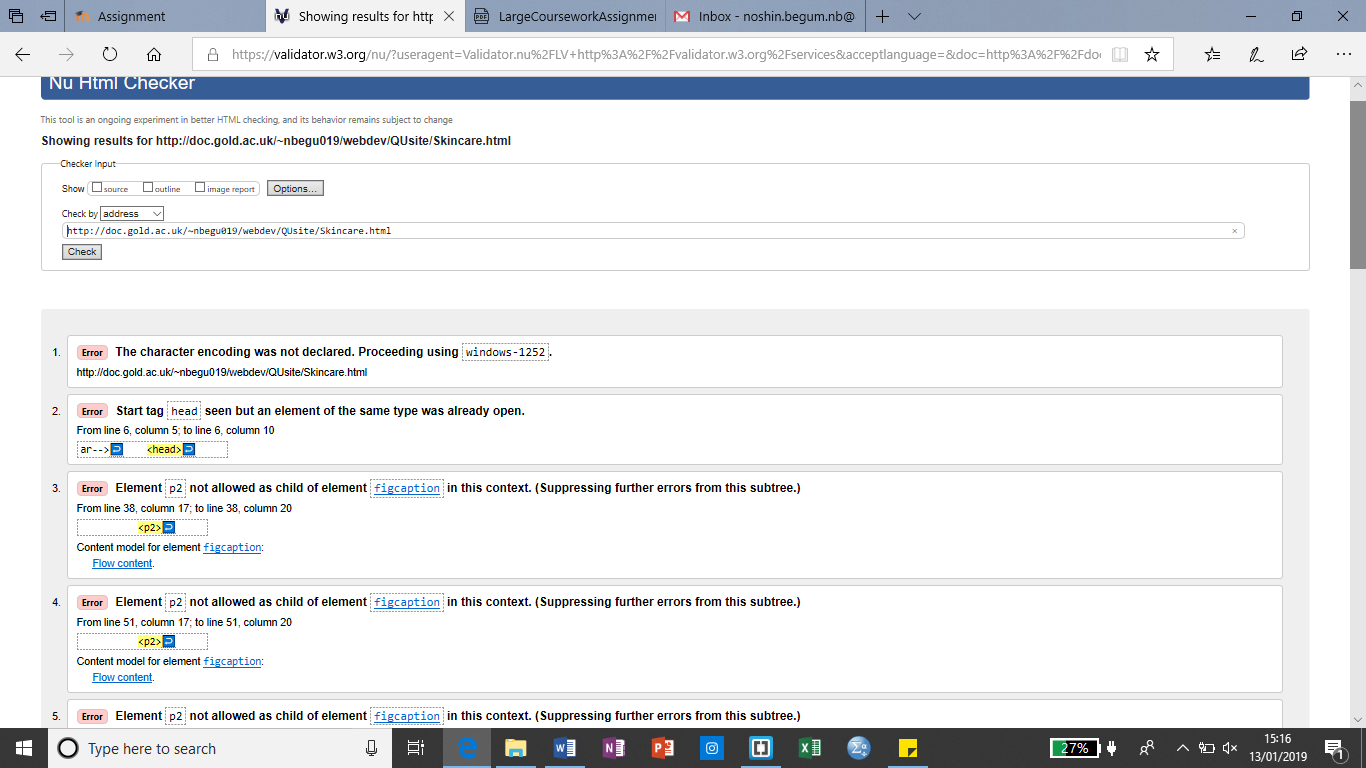 Assignment
Showing results for http
LargeCourseworkAssignmen
Inbox - noshin.begum.nb@
https://validator.w3.org/nu/?useragent=Validator.nu%2FLV+http%3A%2F%2Fvalidator.w3.org%2Fservices&acceptlanguage=&doc=http%3A%2F%2Fdo
Nu Html Checker
This tool is an ongoing experiment in better HTML checking, and its behavior remains subject to change
Showing results for http://doc.gold.ac.uk/~nbegu019/webdev/QUsite/Skincare.html
Checker Input
Show source outline image report Options...
Check by address
http://doc.gold.ac.uk/~nbegu019/webdev/QUsite/Skincare.html
Check
1. Error The character encoding was not declared. Proceeding using windows-1252.
http://doc.gold.ac.uk/~nbegu019/webdev/QUsite/Skincare.html
2. Error Start tag head seen but an element of the same type was already open.
From line 6, column 5; to line 6, column 10
ar--> <head>
3. Error Element p2 not allowed as child of element figcaption in this context. (Suppressing further errors from this subtree.)
From line 38, column 17; to line 38, column 20
<p2>
Content model for element figcaption:
Flow content.
4. Error Element p2 not allowed as child of element figcaption in this context. (Suppressing further errors from this subtree.)
From line 51, column 17; to line 51, column 20
<p2>
Content model for element figcaption:
Flow content.
5. Error Element p2 not allowed as child of element figcaption in this context. (Suppressing further errors from this subtree.)
Type here to search
27%
15:16
13/01/2019
1